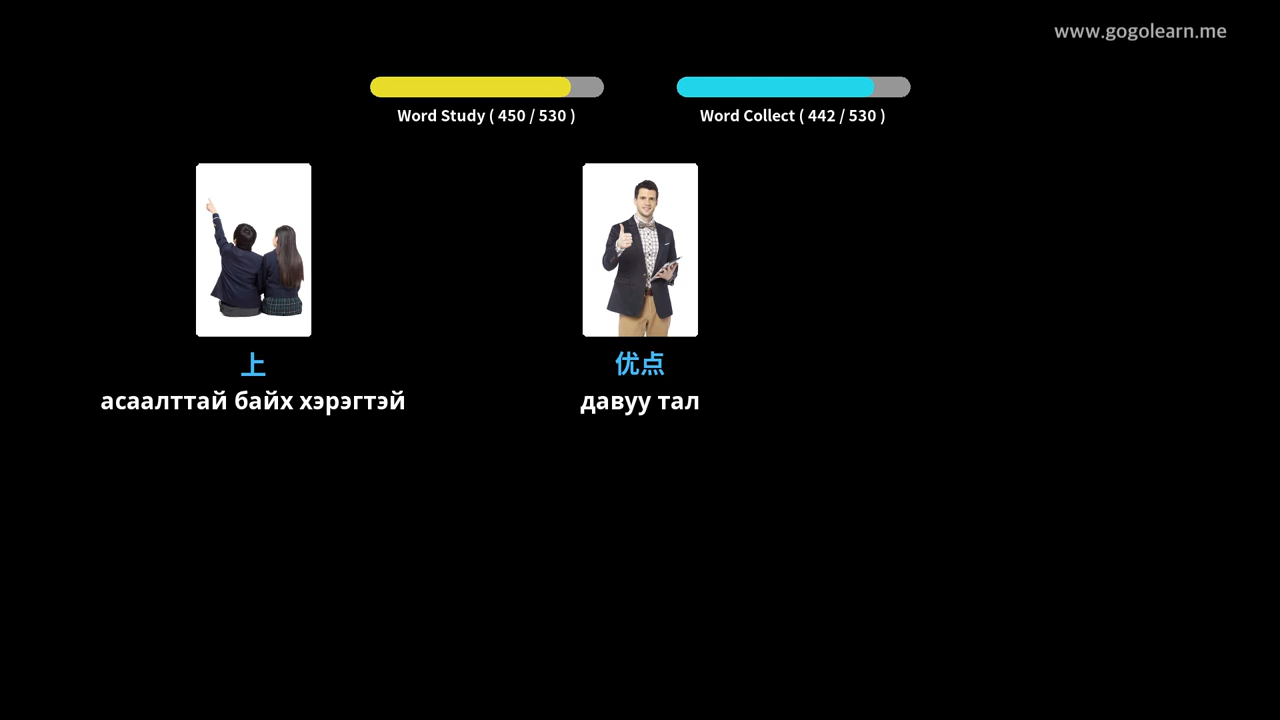 www.gogolearn.me
Word Study ( 450 / 530 )
Word Collect ( 442 / 530 )
上
асаалттай байх хэрэгтэй
优点
давуу тал